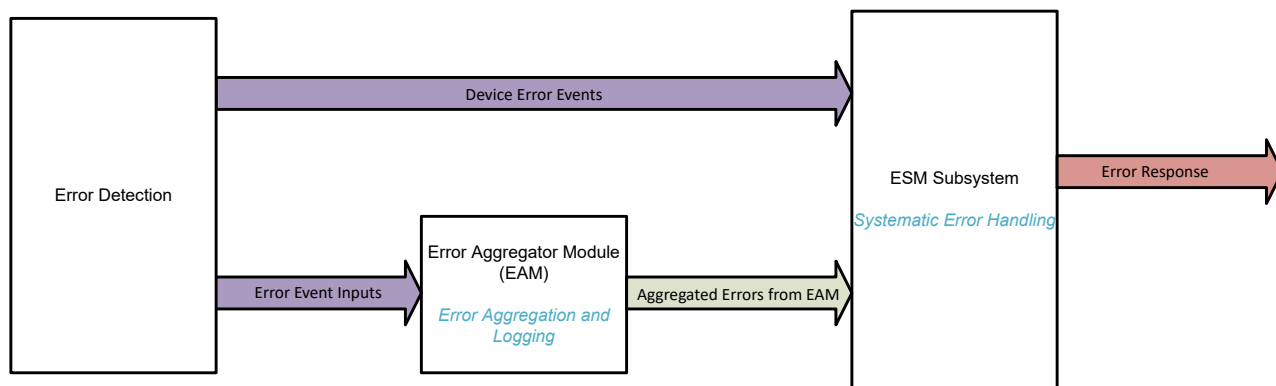 Device Error Events
Error Detection
ESM Subsystem
Systematic Error Handling
Error Response
Error Event Inputs
Error Aggregator Module
(EAM)
Error Aggregation and
Logging
Aggregated Errors from EAM